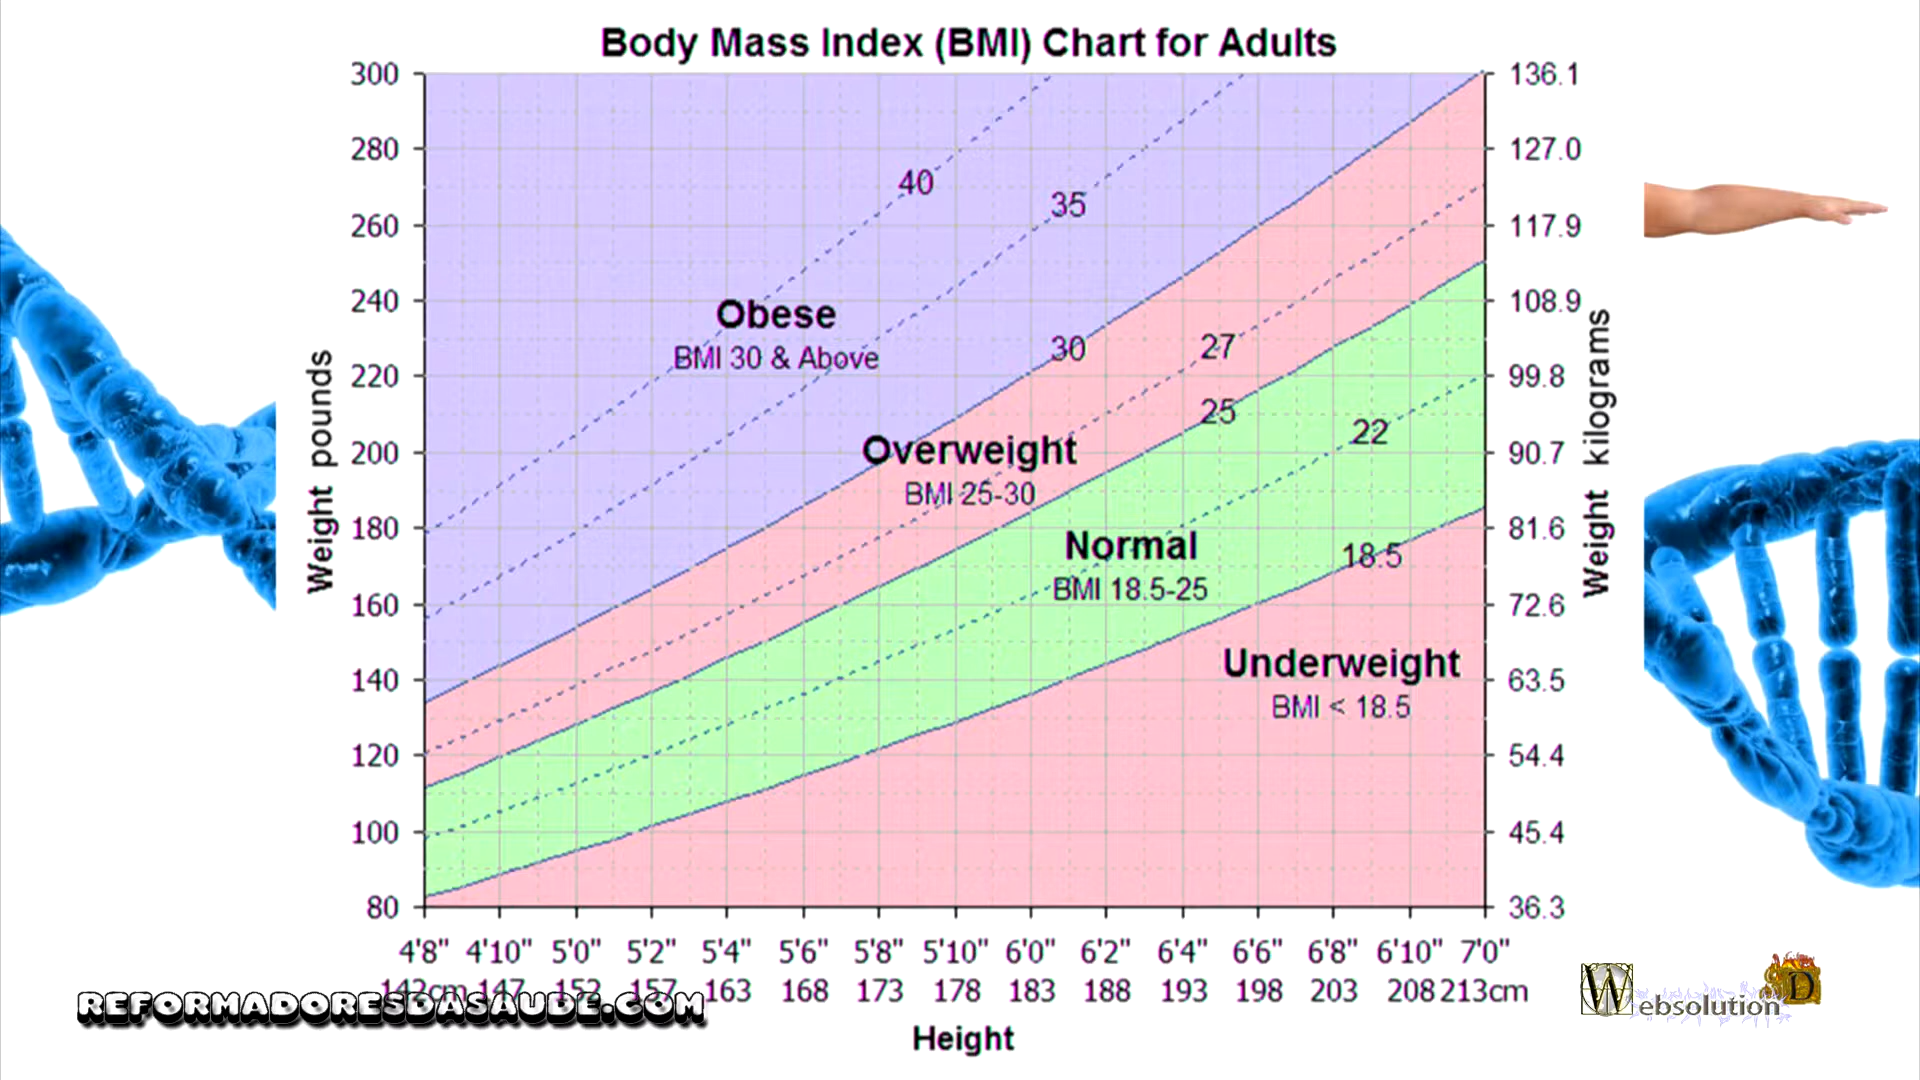 Body Mass Index (BMI) Chart for Adults
300
280
260
240
220
200
180
160
140
120
100
80
Weight pounds
136.1
127.0
117.9
108.9
99.8
90.7
81.6
72.6
63.5
54.4
45.4
36.3
Weight kilograms
40
35
Obese
BMI 30 & Above
30
27
25
22
18.5
Overweight
BMI 25-30
Normal
BMI 18.5-25
Underweight
BMI < 18.5
4'8" 4'10" 5'0" 5'2" 5'4" 5'6" 5'8" 5'10" 6'0" 6'2" 6'4" 6'6" 6'8" 6'10" 7'0"
142cm 147 152 157 163 168 173 178 183 188 193 198 203 208 213cm
Height
REFORMADORESDASAUDE.COM
Websolution D